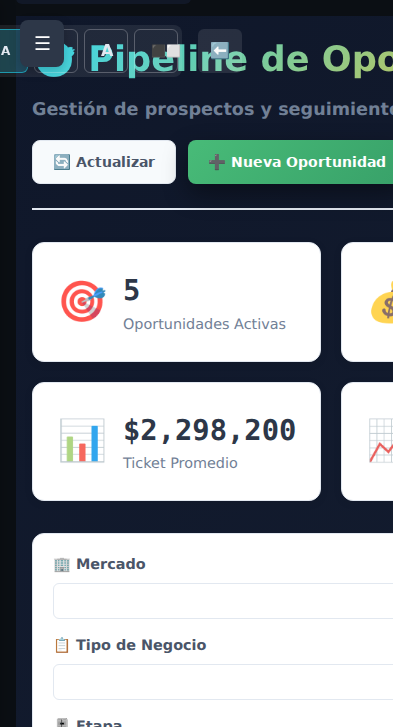 A
☰
A
Pipeline de Opo
Gestión de prospectos y seguimiento
Actualizar
Nueva Oportunidad
5
Oportunidades Activas
$2,298,200
Ticket Promedio
Mercado
Tipo de Negocio
Etapa